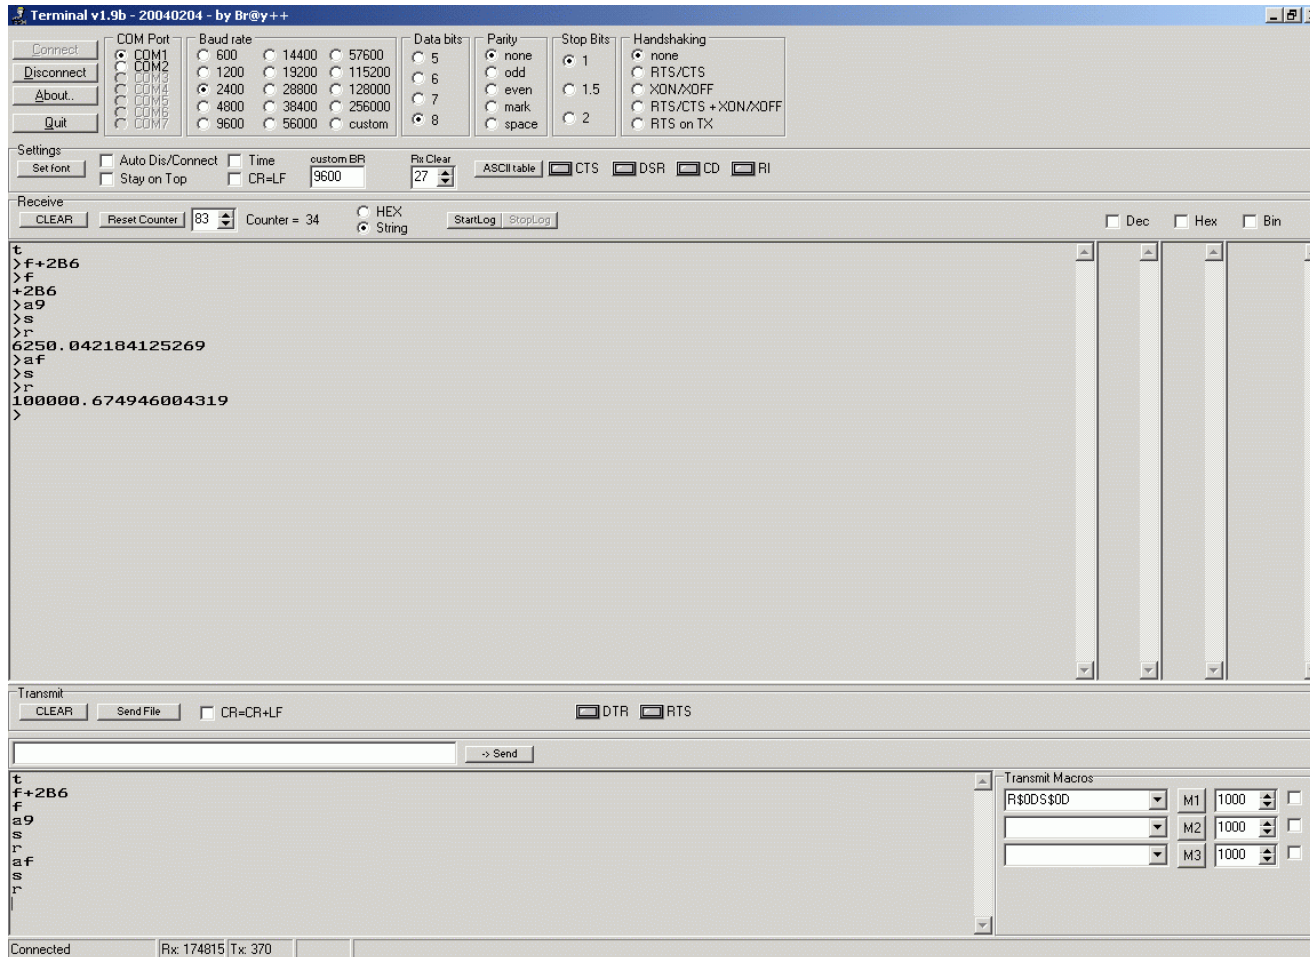 Terminal v1.9b - 20040204 - by Br@y++
Connect
Disconnect
About..
Quit
COM Port
COM1
COM2
COM3
COM4
COM5
COM6
COM7
Baud rate
600
1200
2400
4800
9600
14400
19200
28800
38400
56000
57600
115200
128000
256000
custom
Data bits
5
6
7
8
Parity
none
odd
even
mark
space
Stop Bits
1
1.5
2
Handshaking
none
RTS/CTS
XON/XOFF
RTS/CTS + XON/XOFF
RTS on TX
Settings
Set font
Auto Dis/Connect
Stay on Top
Time
CR=LF
custom BR
9600
Rx Clear
27
ASCII table
CTS
DSR
CD
RI
Receive
CLEAR
Reset Counter
83
Counter = 34
HEX
String
StartLog
StopLog
Dec
Hex
Bin
t
>f+2B6
>f
+2B6
>a9
>s
>r
6250.042184125269
>af
>s
>r
100000.674946004319
>
Transmit
CLEAR
Send File
CR=CR+LF
DTR
RTS
-> Send
t
f+2B6
f
a9
s
r
af
s
r
Transmit Macros
R$0DS$0D
M1
1000
M2
1000
M3
1000
Connected
Rx: 174815
Tx: 370